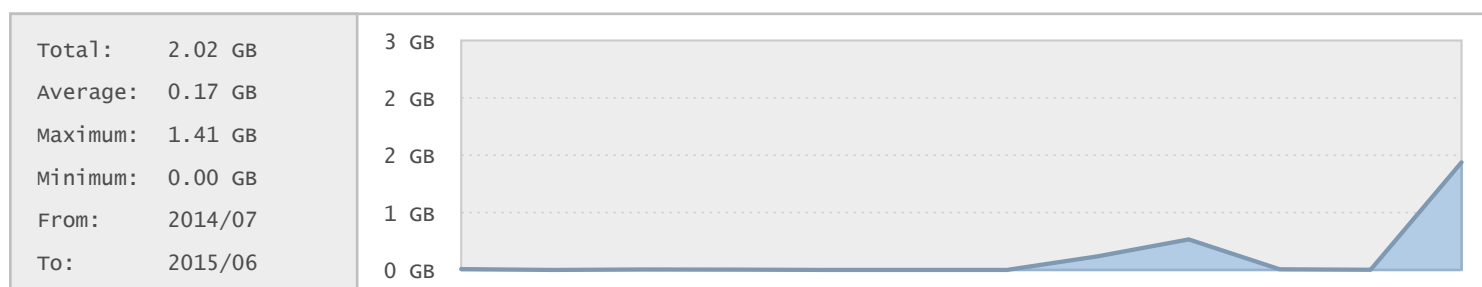 Total: 2.02 GB
Average: 0.17 GB
Maximum: 1.41 GB
Minimum: 0.00 GB
From: 2014/07
To: 2015/06
3 GB
2 GB
2 GB
1 GB
0 GB